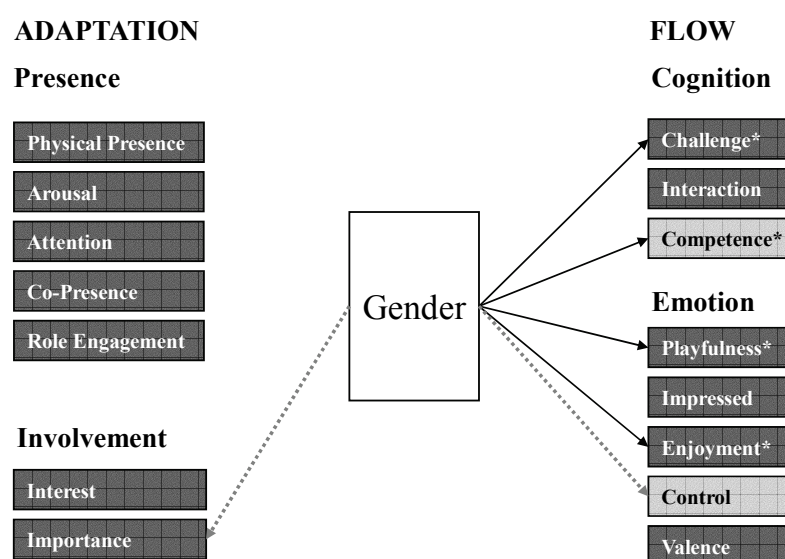 ADAPTATION
Presence
Physical Presence
Arousal
Attention
Co-Presence
Role Engagement
Involvement
Interest
Importance
Gender
FLOW
Cognition
Challenge*
Interaction
Competence*
Emotion
Playfulness*
Impressed
Enjoyment*
Control
Valence